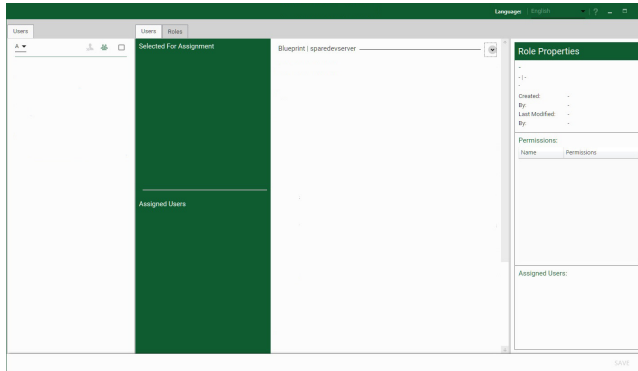 Language: English ?
Users
Users Roles
A
Selected For Assignment
Blueprint | sparedevserver
Role Properties
-
- | -
-
Created: -
By: -
Last Modified: -
By: -
Permissions:
Name Permissions
Assigned Users
Assigned Users:
SAVE